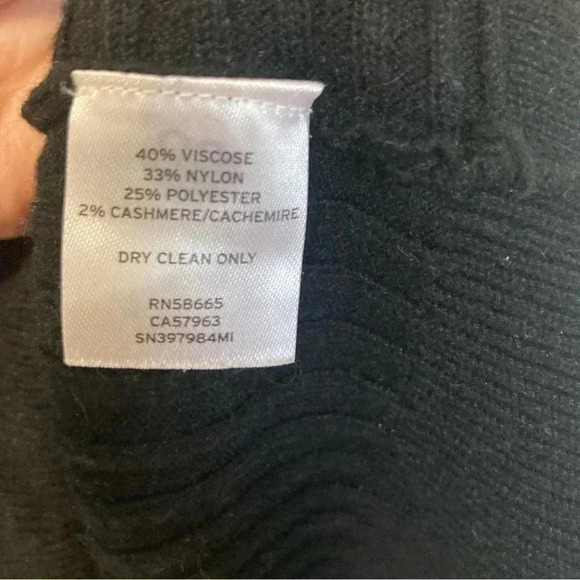 40% VISCOSE
33% NYLON
25% POLYESTER
2% CASHMERE/CACHEMIRE
DRY CLEAN ONLY
RN58665
CA57963
SN397984MI